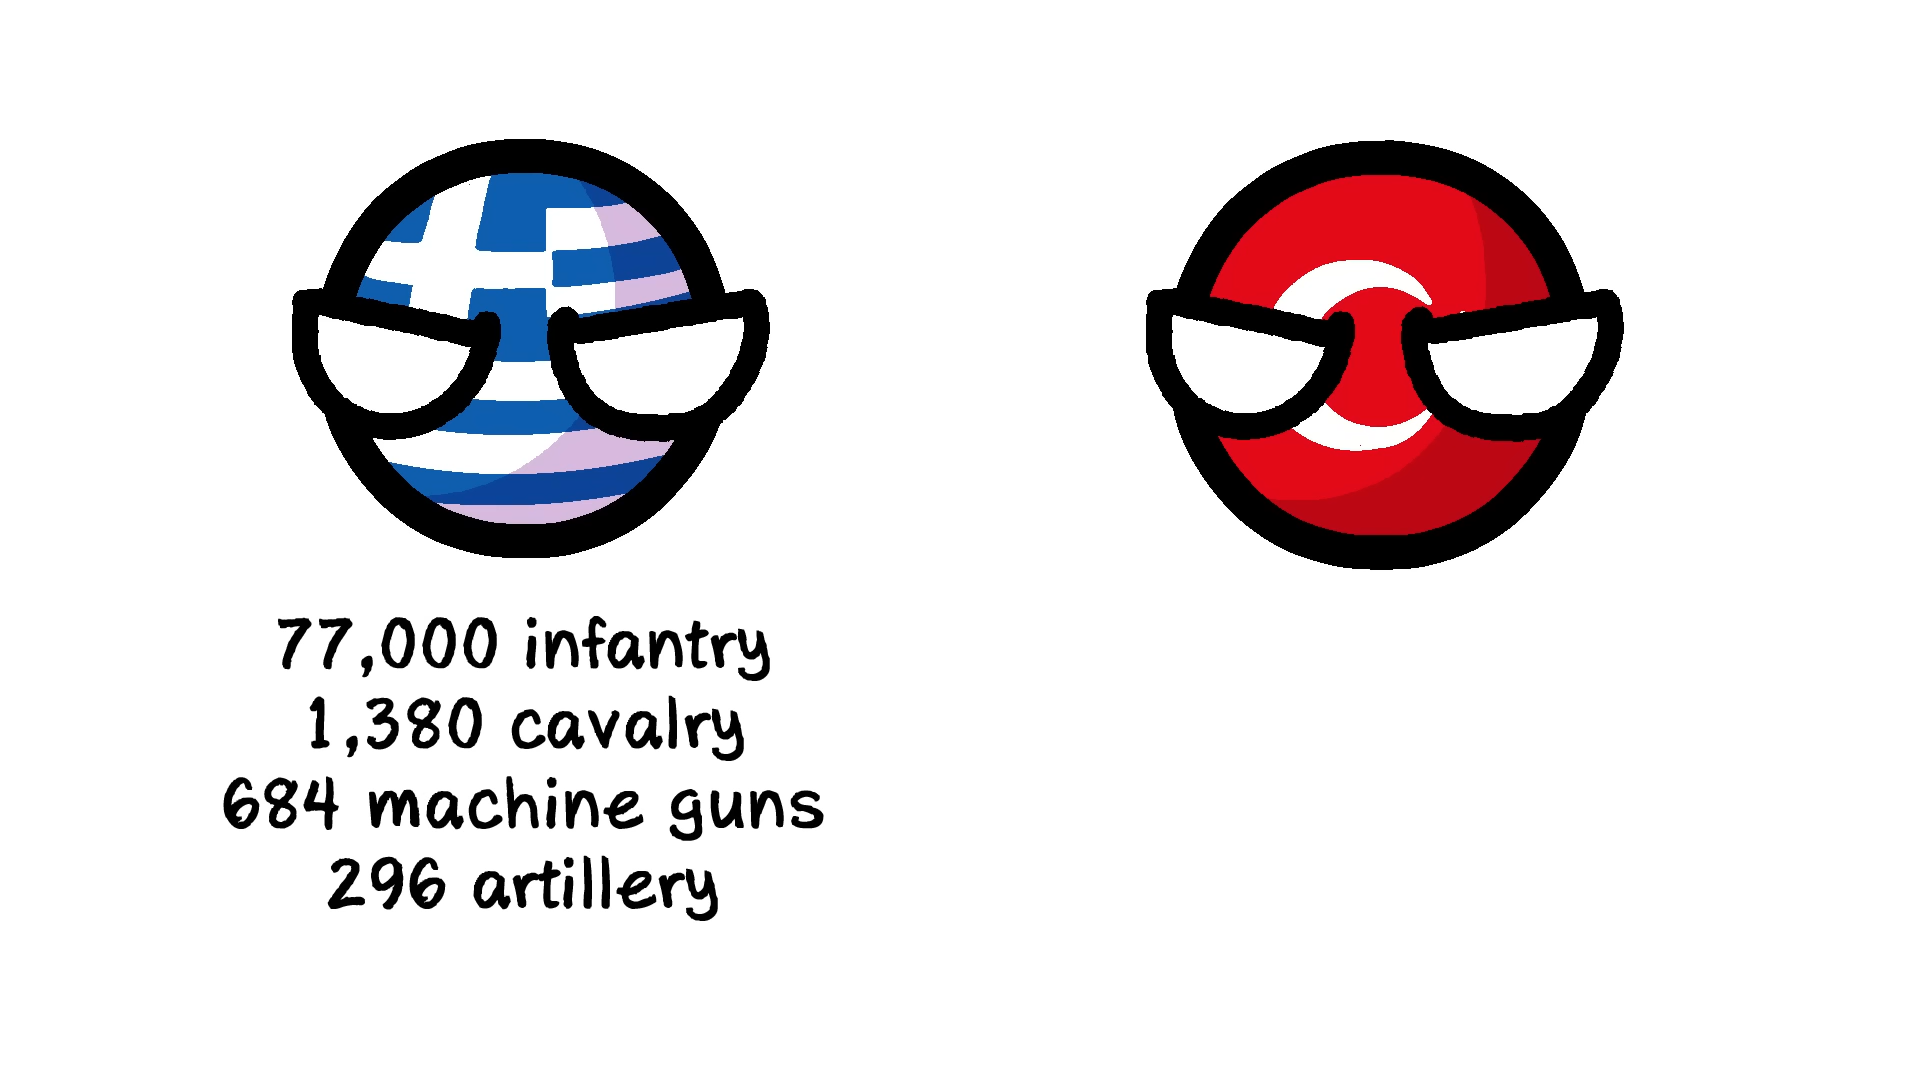 77,000 infantry
1,380 cavalry
684 machine guns
296 artillery